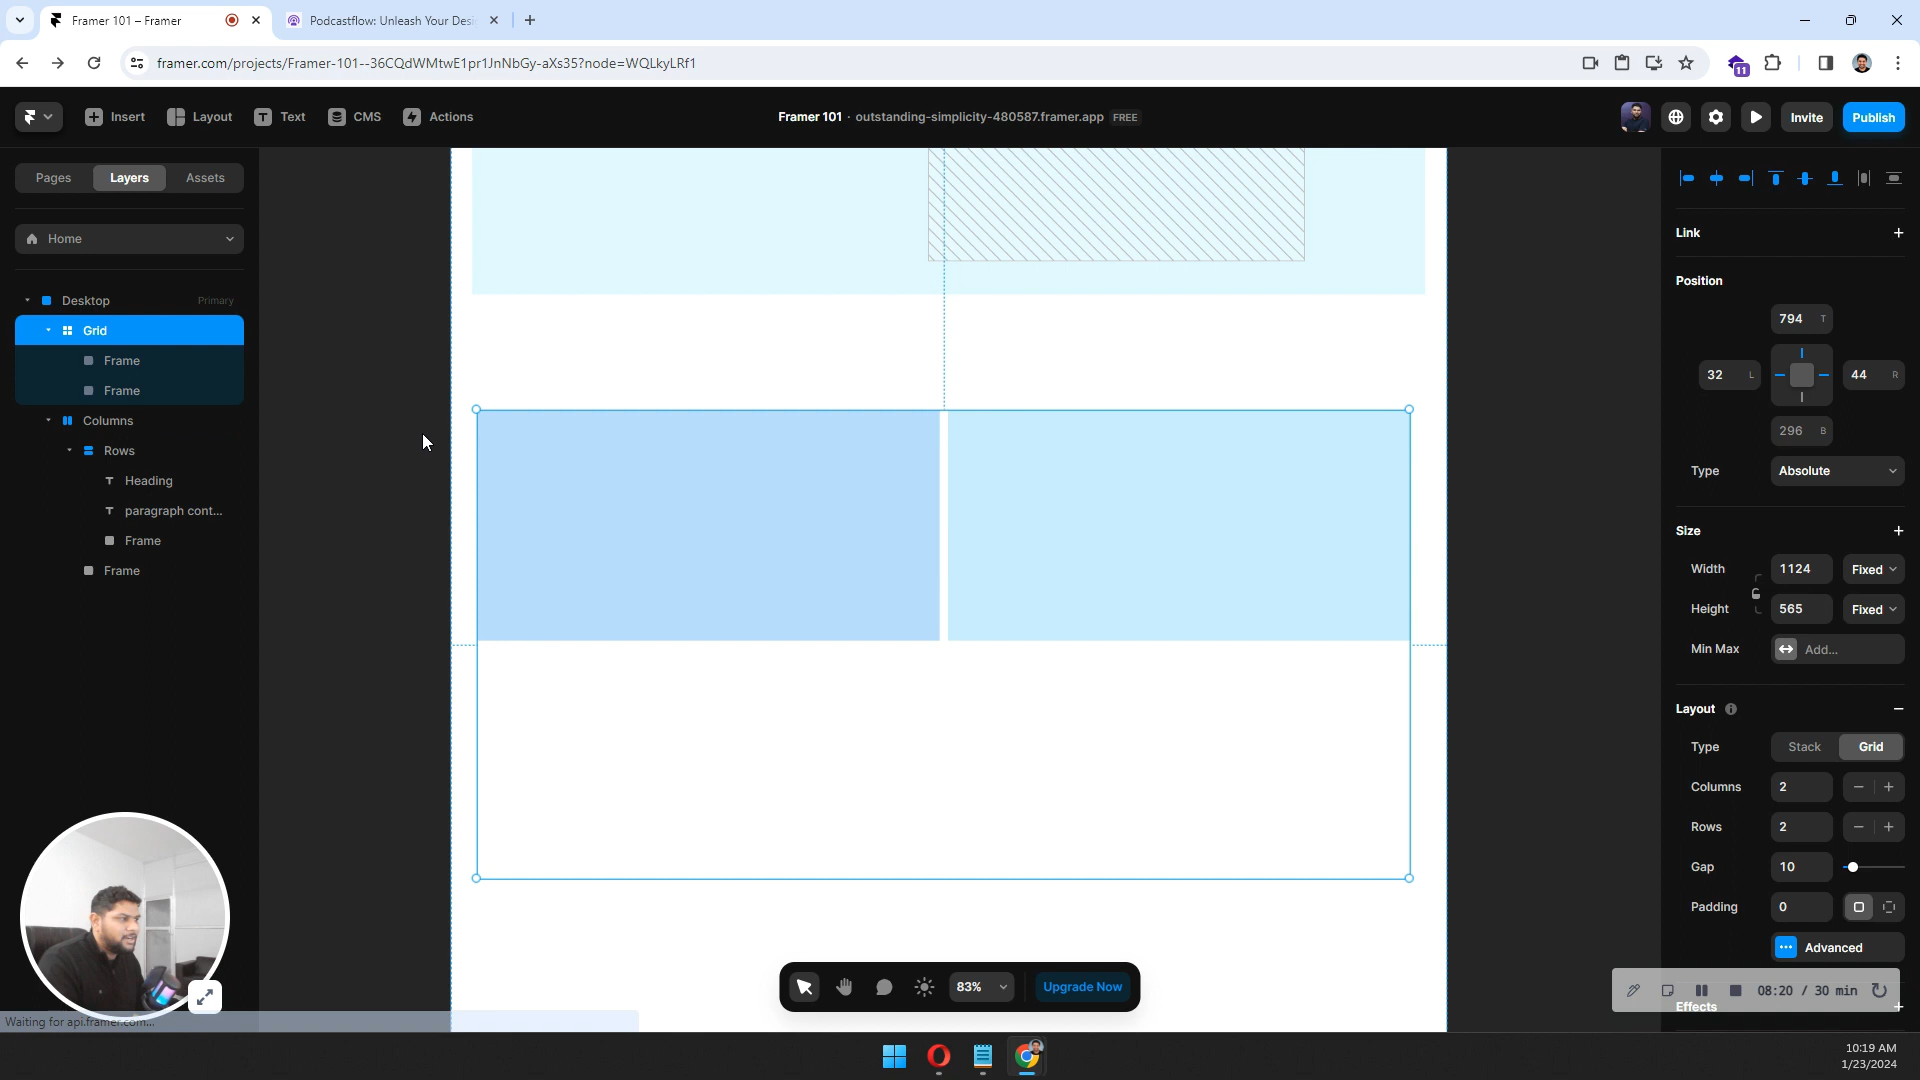 Framer 101 – Framer
Podcastflow: Unleash Your Desi
framer.com/projects/Framer-101--36CQdWMtwE1pr1JnNbGy-aXs35?node=WQLkyLRf1
11
Insert
Layout
Text
CMS
Actions
Framer 101 · outstanding-simplicity-480587.framer.app FREE
Invite
Publish
Pages
Layers
Assets
Home
Desktop
Primary
Grid
Frame
Frame
Columns
Rows
Heading
paragraph cont...
Frame
Frame
Link
Position
794 T
32 L
44 R
296 B
Type
Absolute
Size
Width
1124
Fixed
Height
565
Fixed
Min Max
Add...
Layout
Type
Stack
Grid
Columns
2
Rows
2
Gap
10
Padding
0
Advanced
08:20 / 30 min
Effects
83%
Upgrade Now
Waiting for api.framer.com...
10:19 AM
1/23/2024